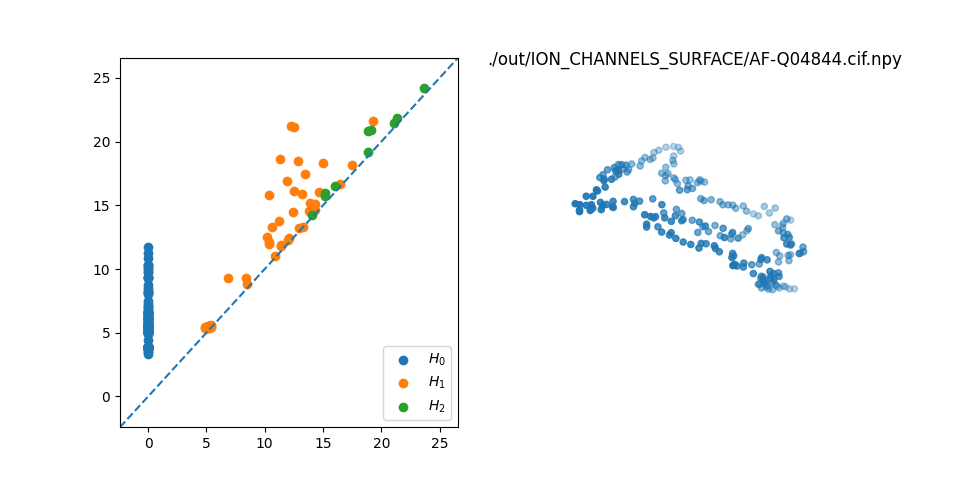 ./out/ION_CHANNELS_SURFACE/AF-Q04844.cif.npy
25
20
15
10
5
0
H₀
H₁
H₂
0 5 10 15 20 25